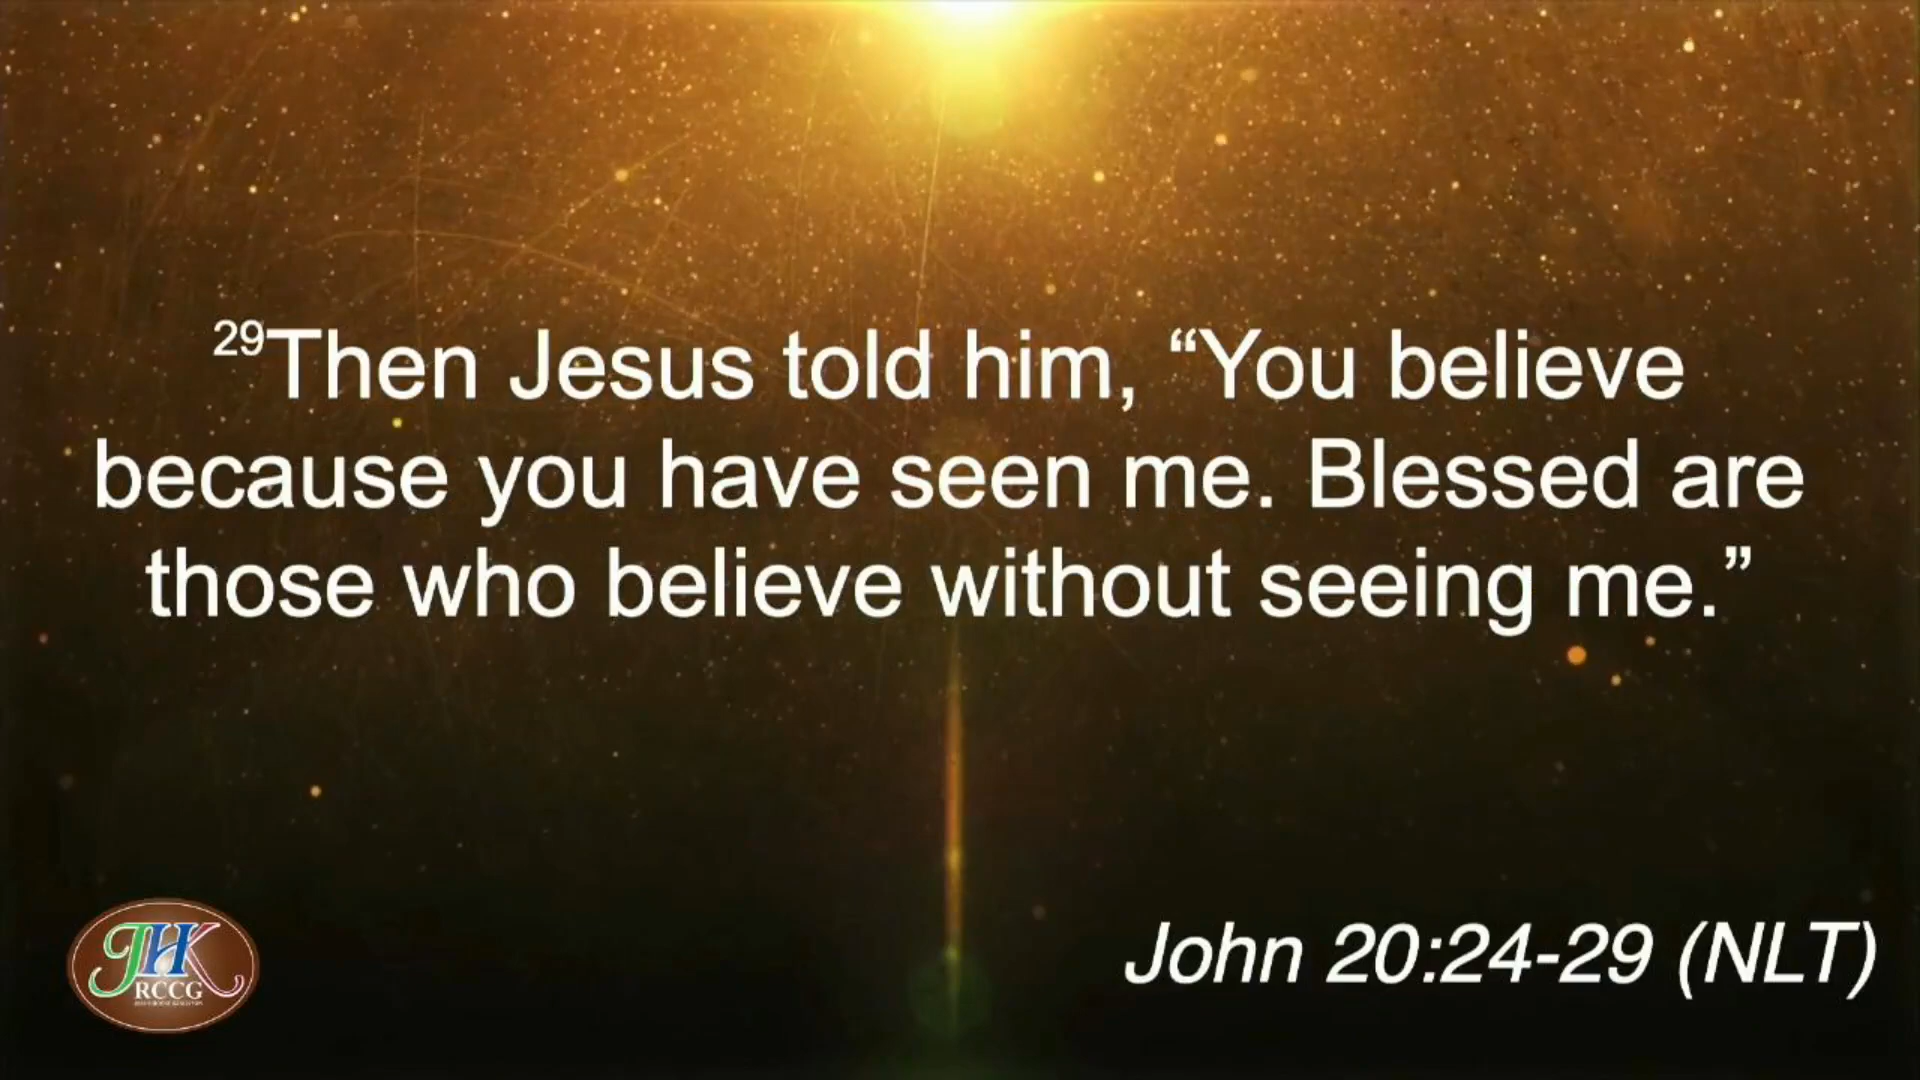 29Then Jesus told him, “You believe
because you have seen me. Blessed are
those who believe without seeing me.”
John 20:24-29 (NLT)
JHK
RCCG